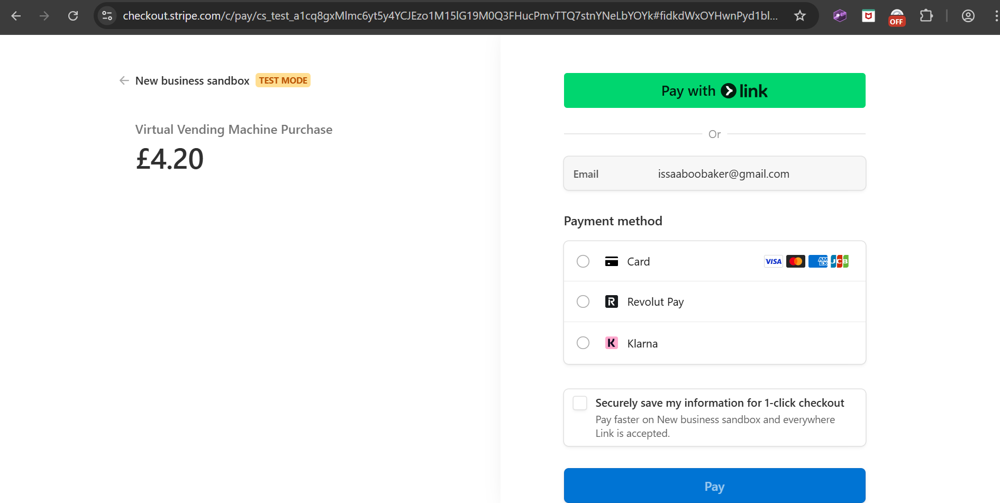 checkout.stripe.com/c/pay/cs_test_a1cq8gxMlmc6yt5y4YCJEzo1M15lG19M0Q3FHucPmvTTQ7stnYNeLbYOYk#fidkdWxOYHwnPyd1bl...
OFF
New business sandbox TEST MODE
Virtual Vending Machine Purchase
£4.20
Pay with link
Or
Email issaaboobaker@gmail.com
Payment method
Card VISA AMEX JCB
Revolut Pay
Klarna
Securely save my information for 1-click checkout
Pay faster on New business sandbox and everywhere
Link is accepted.
Pay